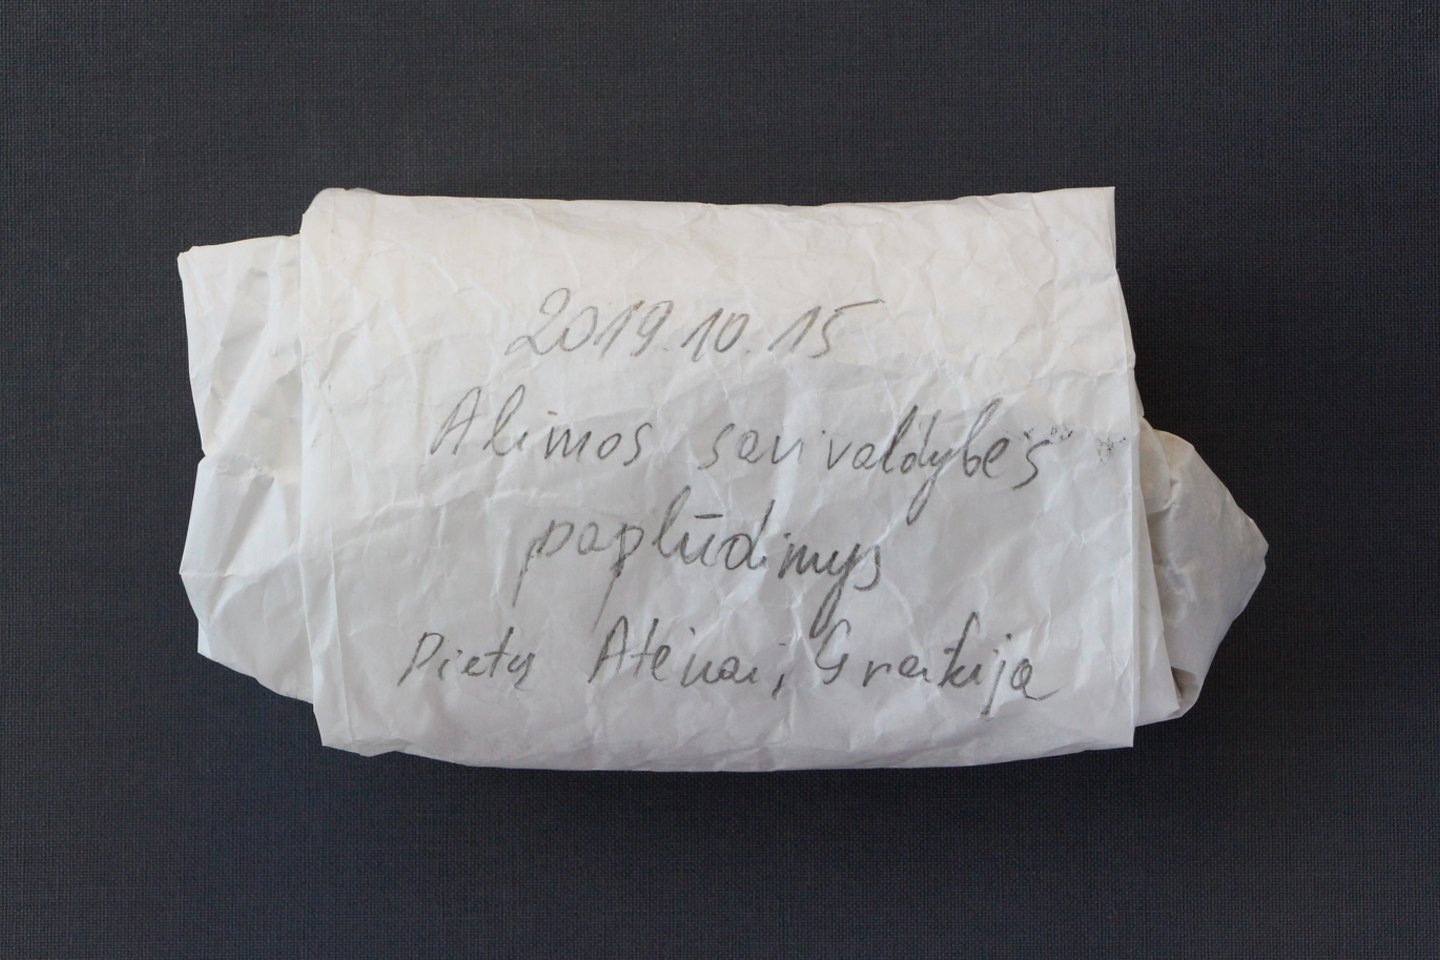 2019.10.15
Alimos savivaldybės
paplūdimys
Pietų Atėnai, Graikija